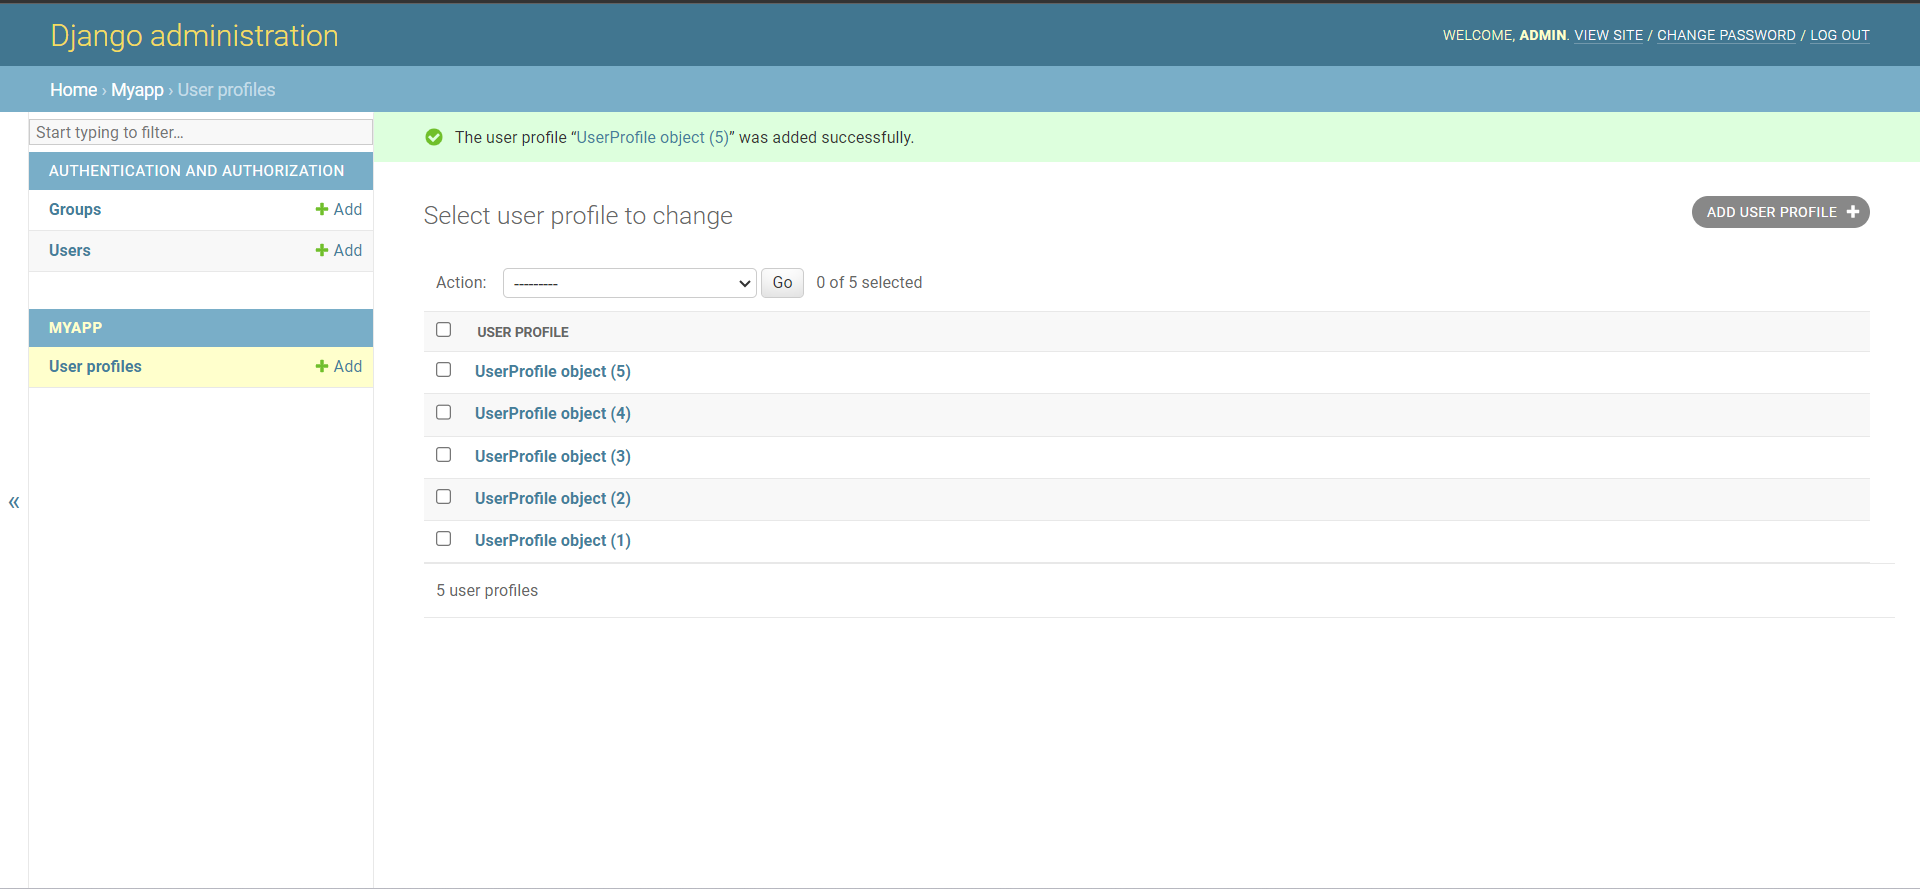 Django administration
WELCOME, ADMIN. VIEW SITE / CHANGE PASSWORD / LOG OUT
Home › Myapp › User profiles
Start typing to filter...
AUTHENTICATION AND AUTHORIZATION
Groups + Add
Users + Add
MYAPP
User profiles + Add
«
The user profile “UserProfile object (5)” was added successfully.
Select user profile to change
ADD USER PROFILE +
Action: --------- Go 0 of 5 selected
USER PROFILE
UserProfile object (5)
UserProfile object (4)
UserProfile object (3)
UserProfile object (2)
UserProfile object (1)
5 user profiles